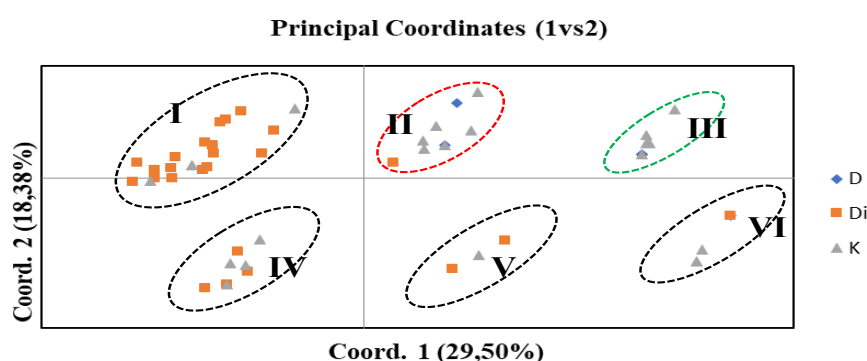 Principal Coordinates (1vs2)
I
II
III
IV
V
VI
Coord. 2 (18,38%)
Coord. 1 (29,50%)
D
Di
K